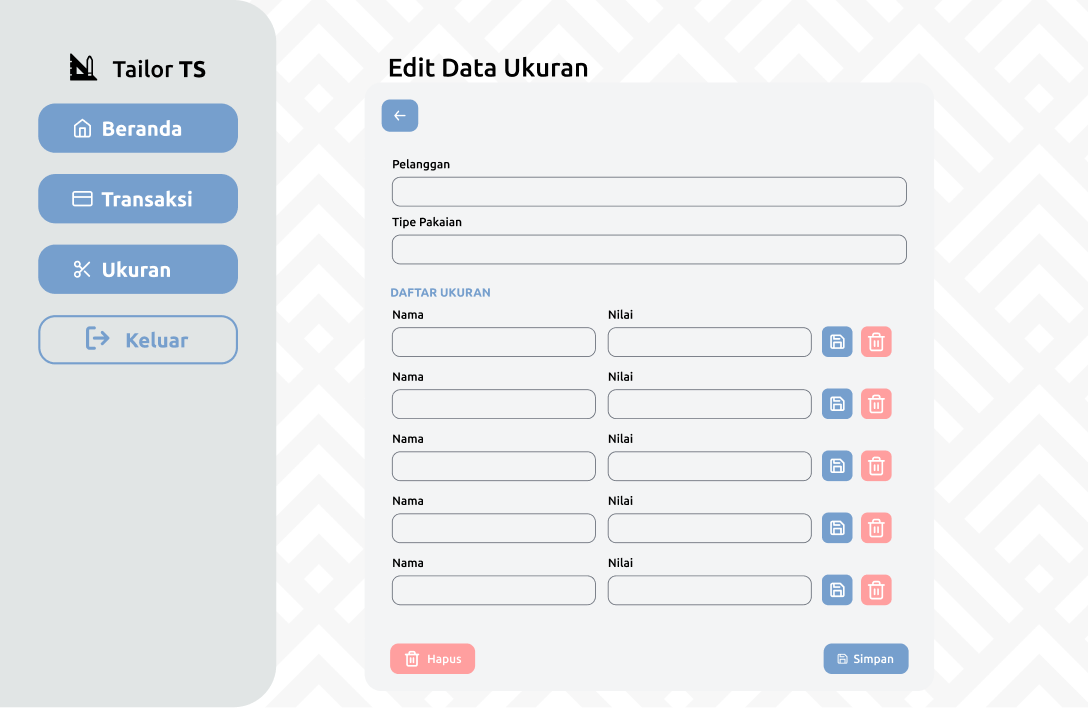 Tailor TS
Beranda
Transaksi
Ukuran
Keluar
Edit Data Ukuran
Pelanggan
Tipe Pakaian
DAFTAR UKURAN
Nama Nilai
Nama Nilai
Nama Nilai
Nama Nilai
Nama Nilai
Hapus Simpan